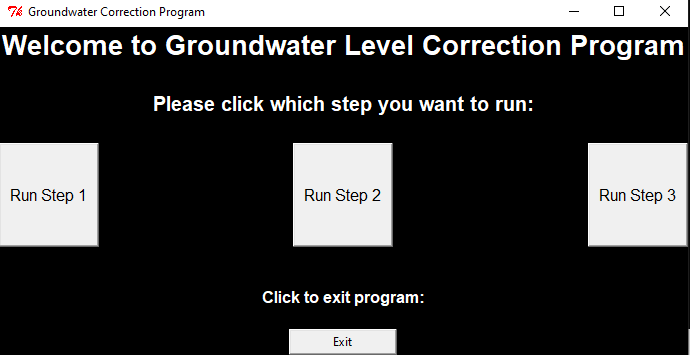 Groundwater Correction Program
Welcome to Groundwater Level Correction Program
Please click which step you want to run:
Run Step 1
Run Step 2
Run Step 3
Click to exit program:
Exit